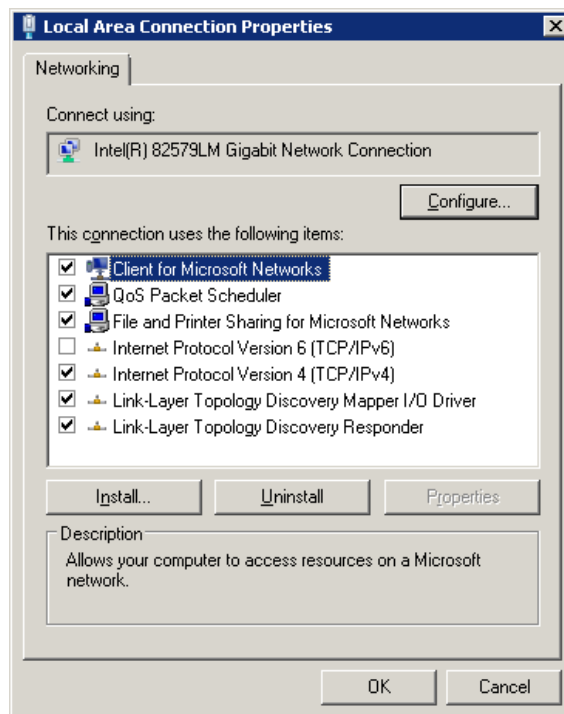 Local Area Connection Properties
Networking
Connect using:
Intel(R) 82579LM Gigabit Network Connection
Configure...
This connection uses the following items:
Client for Microsoft Networks
QoS Packet Scheduler
File and Printer Sharing for Microsoft Networks
Internet Protocol Version 6 (TCP/IPv6)
Internet Protocol Version 4 (TCP/IPv4)
Link-Layer Topology Discovery Mapper I/O Driver
Link-Layer Topology Discovery Responder
Install... Uninstall Properties
Description
Allows your computer to access resources on a Microsoft
network.
OK Cancel